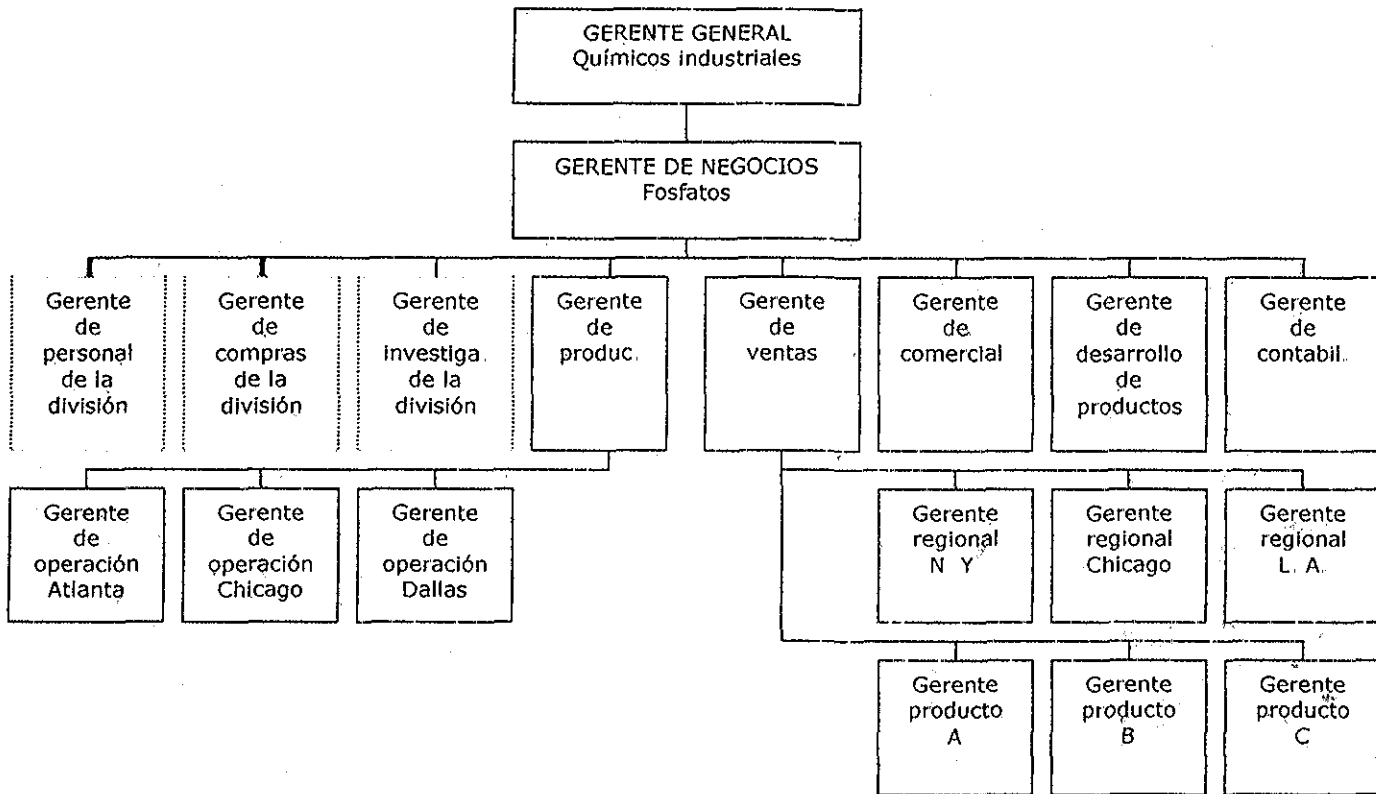 GERENTE GENERAL
Químicos industriales
GERENTE DE NEGOCIOS
Fosfatos
Gerente
de
personal
de la
división
Gerente
de
compras
de la
división
Gerente
de
investiga.
de la
división
Gerente
de
produc.
Gerente
de
ventas
Gerente
de
comercial
Gerente
de
desarrollo
de
productos
Gerente
de
contabil.
Gerente
de
operación
Atlanta
Gerente
de
operación
Chicago
Gerente
de
operación
Dallas
Gerente
regional
N Y
Gerente
regional
Chicago
Gerente
regional
L. A.
Gerente
producto
A
Gerente
producto
B
Gerente
producto
C